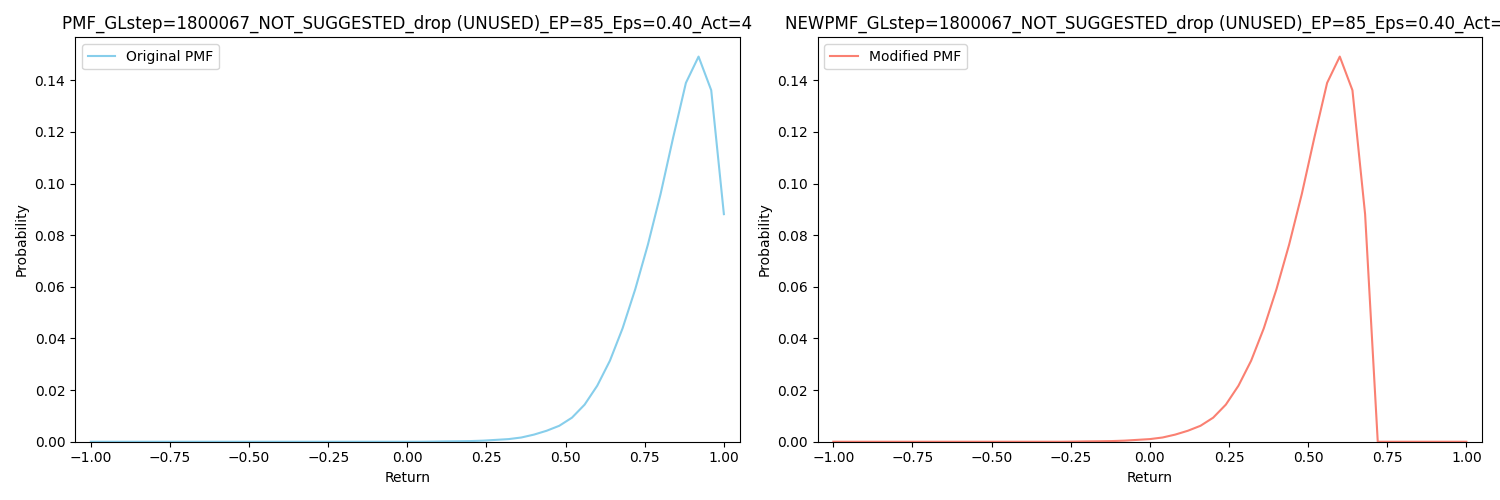 PMF_GLstep=1800067_NOT_SUGGESTED_drop (UNUSED)_EP=85_Eps=0.40_Act=4
Original PMF
0.14
0.12
0.10
0.08
0.06
0.04
0.02
0.00
Probability
−1.00 −0.75 −0.50 −0.25 0.00 0.25 0.50 0.75 1.00
Return
NEWPMF_GLstep=1800067_NOT_SUGGESTED_drop (UNUSED)_EP=85_Eps=0.40_Act=
Modified PMF
0.14
0.12
0.10
0.08
0.06
0.04
0.02
0.00
Probability
−1.00 −0.75 −0.50 −0.25 0.00 0.25 0.50 0.75 1.00
Return